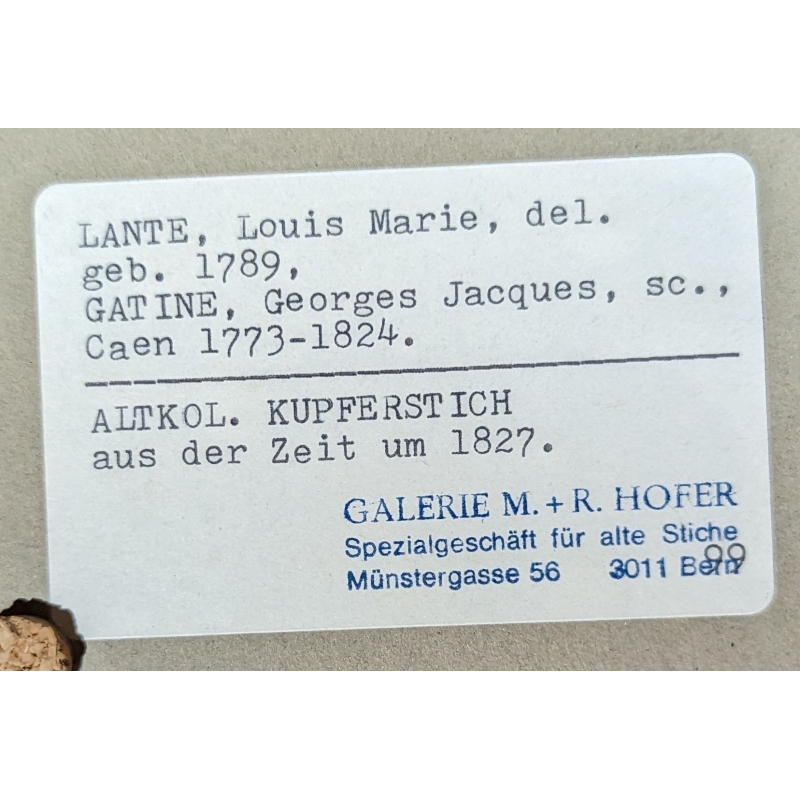 LANTE, Louis Marie, del.
geb. 1789,
GATINE, Georges Jacques, sc.,
Caen 1773-1824.
ALTKOL. KUPFERSTICH
aus der Zeit um 1827.
GALERIE M. + R. HOFER
Spezialgeschäft für alte Stiche
Münstergasse 56 3011 Bern
99